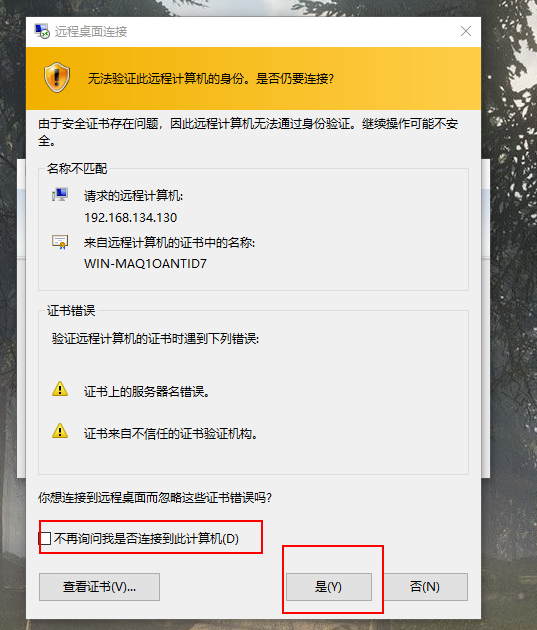 远程桌面连接
无法验证此远程计算机的身份。是否仍要连接?
由于安全证书存在问题，因此远程计算机无法通过身份验证。继续操作可能不安
全。
名称不匹配
请求的远程计算机:
192.168.134.130
来自远程计算机的证书中的名称:
WIN-MAQ1OANTID7
证书错误
验证远程计算机的证书时遇到下列错误:
证书上的服务器名错误。
证书来自不信任的证书验证机构。
你想连接到远程桌面而忽略这些证书错误吗?
不再询问我是否连接到此计算机(D)
查看证书(V)... 是(Y) 否(N)